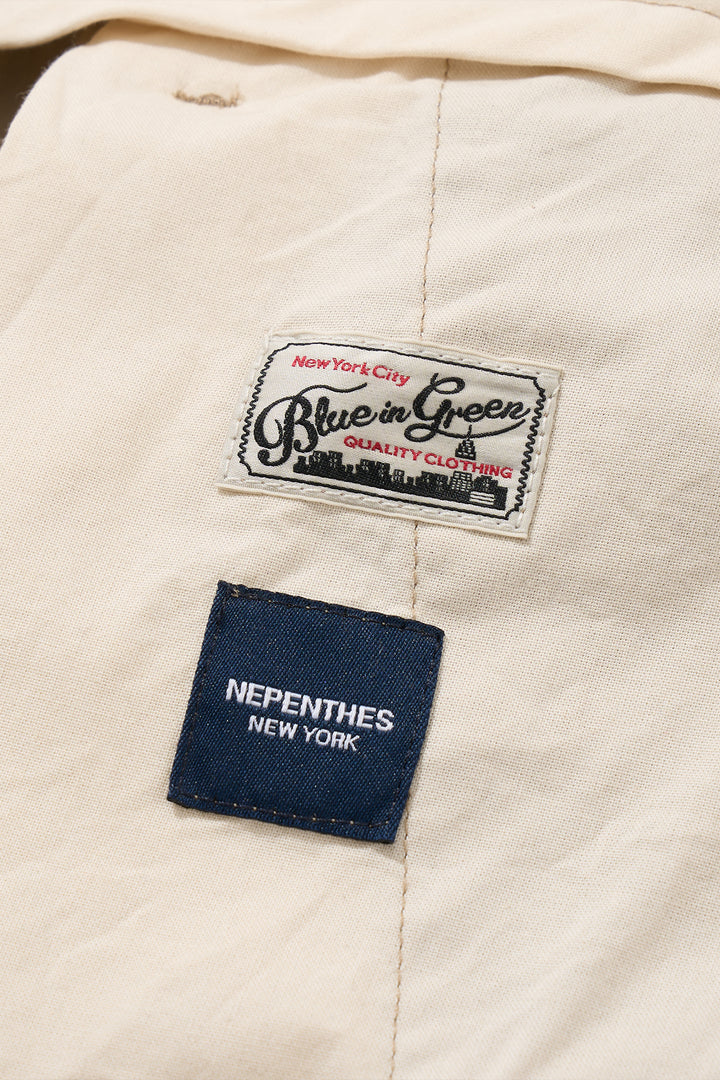 New York City
Blue in Green
QUALITY CLOTHING
NEPENTHES
NEW YORK